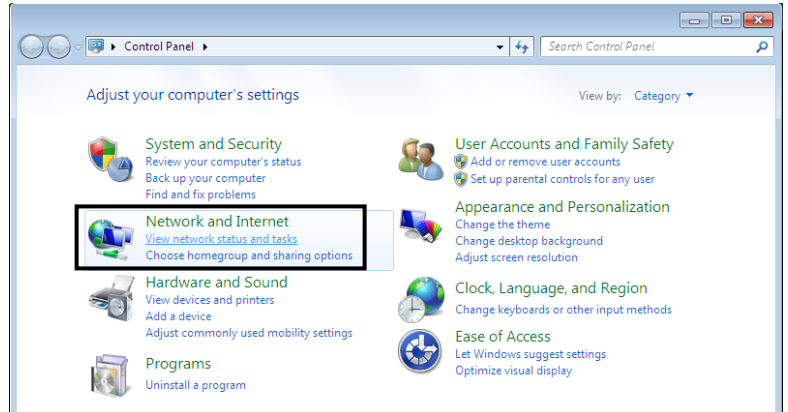 Control Panel
Search Control Panel
Adjust your computer's settings
View by: Category
System and Security
Review your computer's status
Back up your computer
Find and fix problems
Network and Internet
View network status and tasks
Choose homegroup and sharing options
Hardware and Sound
View devices and printers
Add a device
Adjust commonly used mobility settings
Programs
Uninstall a program
User Accounts and Family Safety
Add or remove user accounts
Set up parental controls for any user
Appearance and Personalization
Change the theme
Change desktop background
Adjust screen resolution
Clock, Language, and Region
Change keyboards or other input methods
Ease of Access
Let Windows suggest settings
Optimize visual display